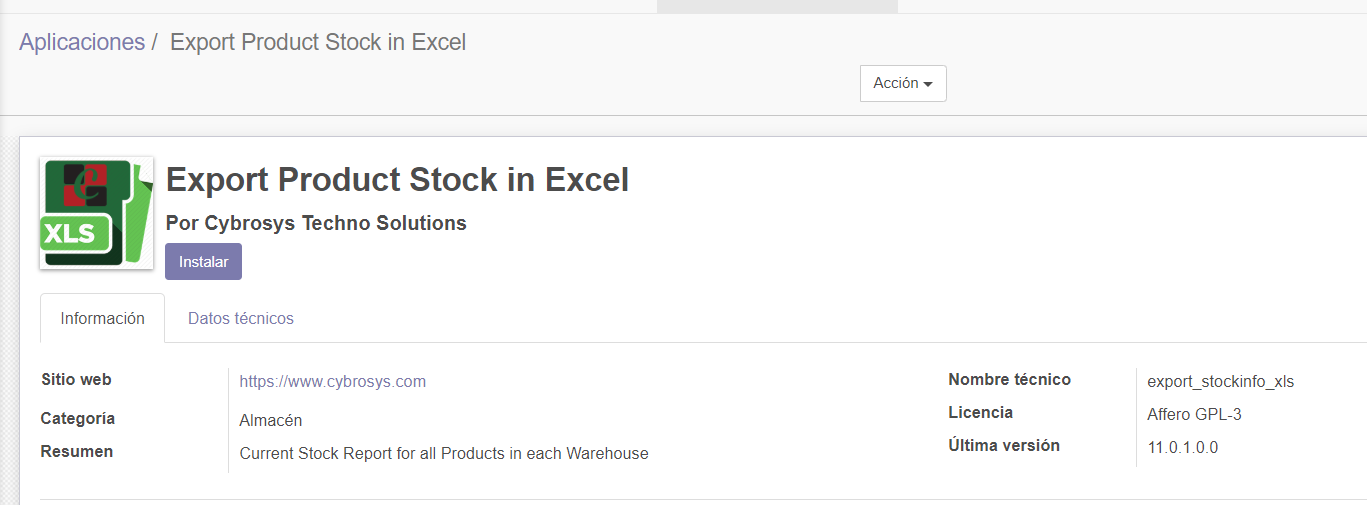 Aplicaciones / Export Product Stock in Excel
Acción
XLS
Export Product Stock in Excel
Por Cybrosys Techno Solutions
Instalar
Información Datos técnicos
Sitio web https://www.cybrosys.com
Categoría Almacén
Resumen Current Stock Report for all Products in each Warehouse
Nombre técnico export_stockinfo_xls
Licencia Affero GPL-3
Última versión 11.0.1.0.0